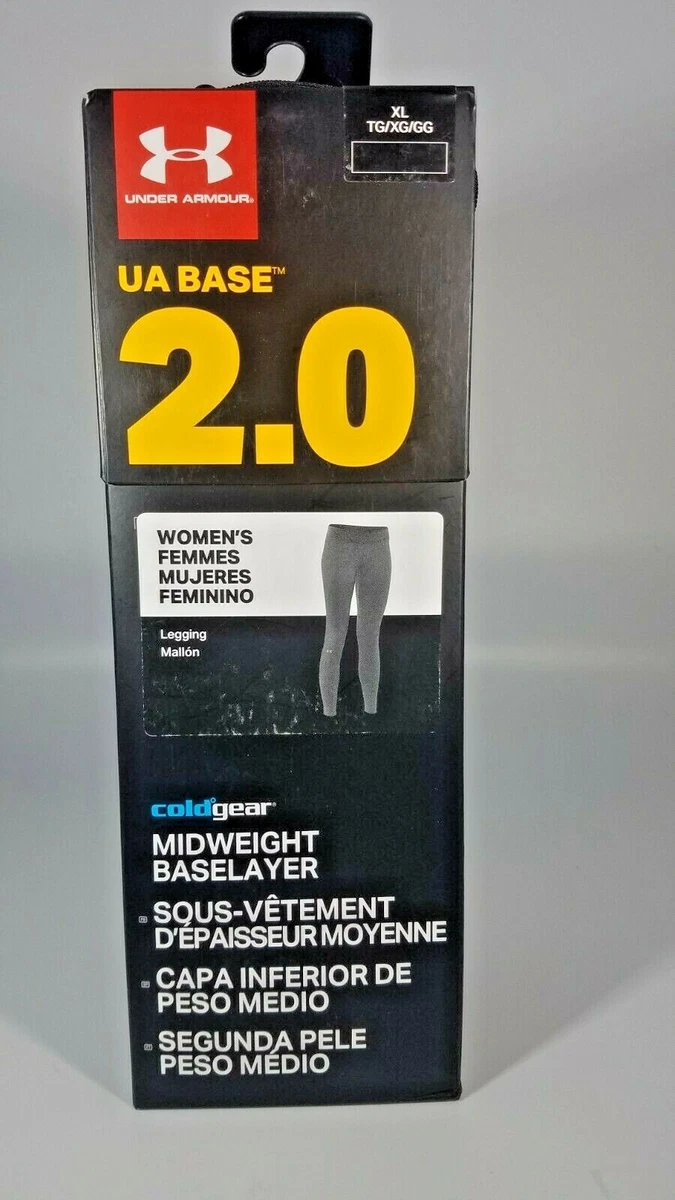 XL
TG/XG/GG
UNDER ARMOUR®
UA BASE™
2.0
WOMEN'S
FEMMES
MUJERES
FEMININO
Legging
Mallón
coldgear®
MIDWEIGHT
BASELAYER
SOUS-VÊTEMENT
D'ÉPAISSEUR MOYENNE
CAPA INFERIOR DE
PESO MEDIO
SEGUNDA PELE
PESO MÉDIO